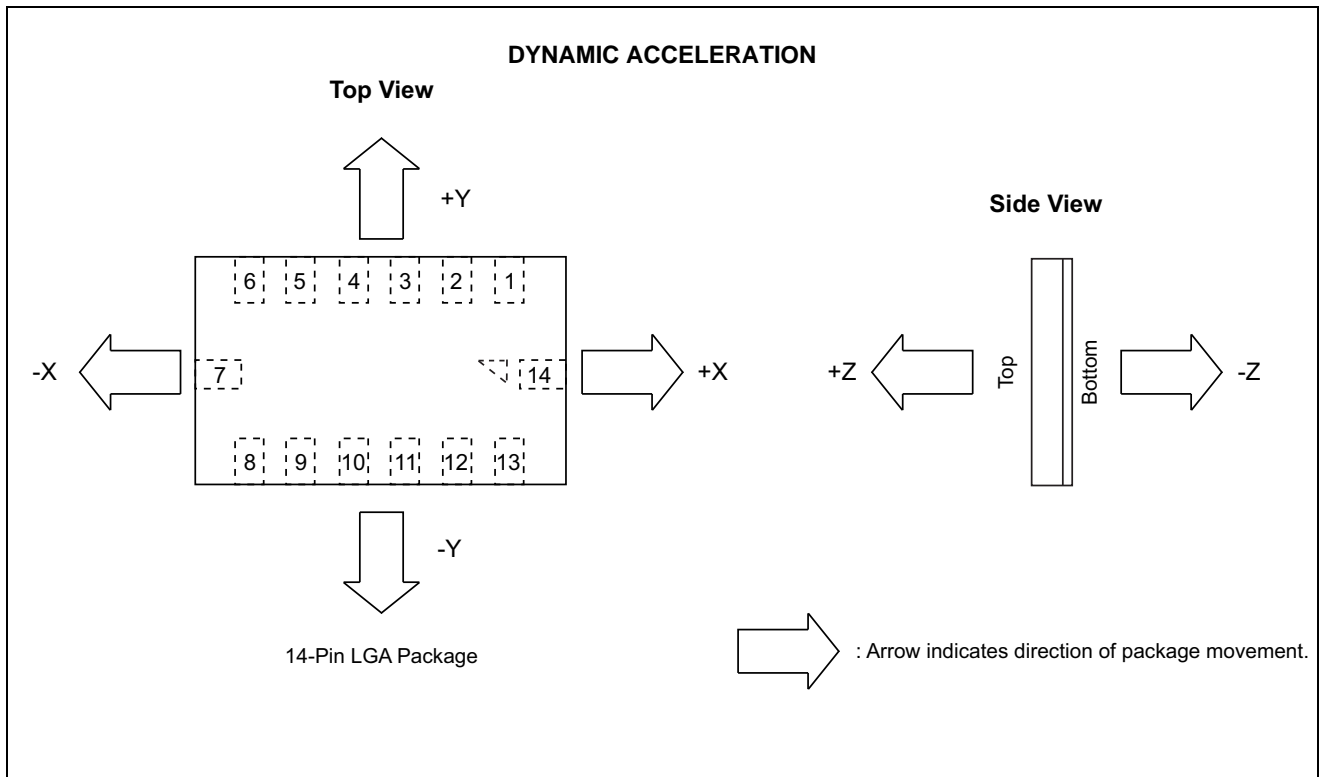 DYNAMIC ACCELERATION
Top View
+Y
Side View
6 5 4 3 2 1
-X
7
14
+X
+Z
Top
Bottom
-Z
8 9 10 11 12 13
-Y
14-Pin LGA Package
: Arrow indicates direction of package movement.